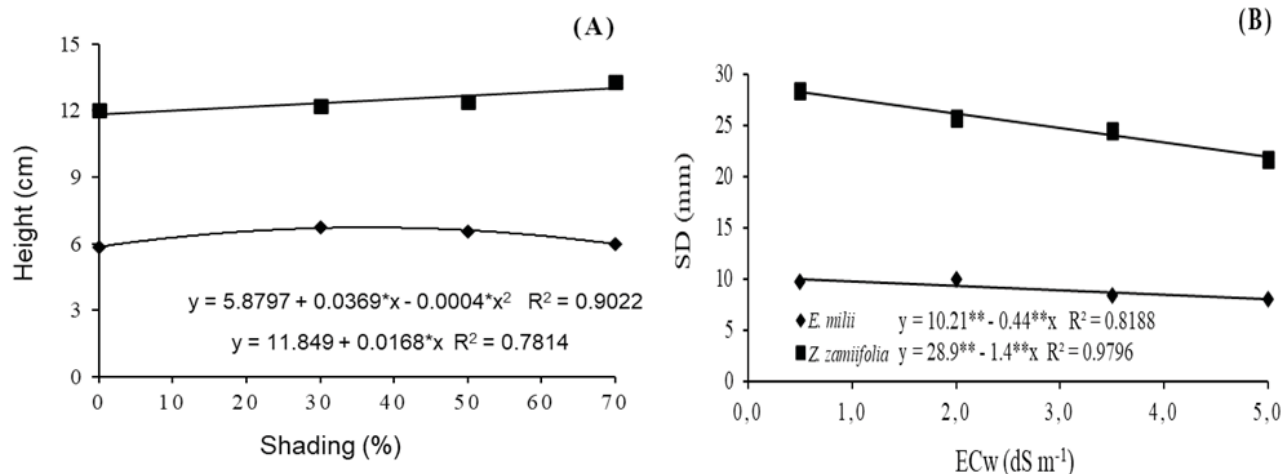 (A)
15
12
9
6
3
0
Height (cm)
y = 5.8797 + 0.0369*x - 0.0004*x² R² = 0.9022
y = 11.849 + 0.0168*x R² = 0.7814
0 10 20 30 40 50 60 70
Shading (%)
(B)
30
25
20
15
10
5
0
SD (mm)
E. milii y = 10.21** - 0.44**x R² = 0.8188
Z. zamiifolia y = 28.9** - 1.4**x R² = 0.9796
0,0 1,0 2,0 3,0 4,0 5,0
ECw (dS m⁻¹)